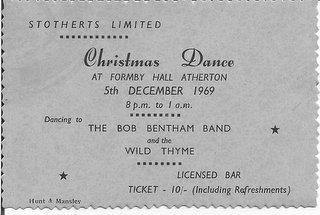 STOTHERTS LIMITED
Christmas Dance
AT FORMBY HALL ATHERTON
5th DECEMBER 1969
8 p.m. to 1 a.m.
Dancing to
THE BOB BENTHAM BAND
and the
WILD THYME
LICENSED BAR
TICKET - 10/- (Including Refreshments)
Hunt & Mansley